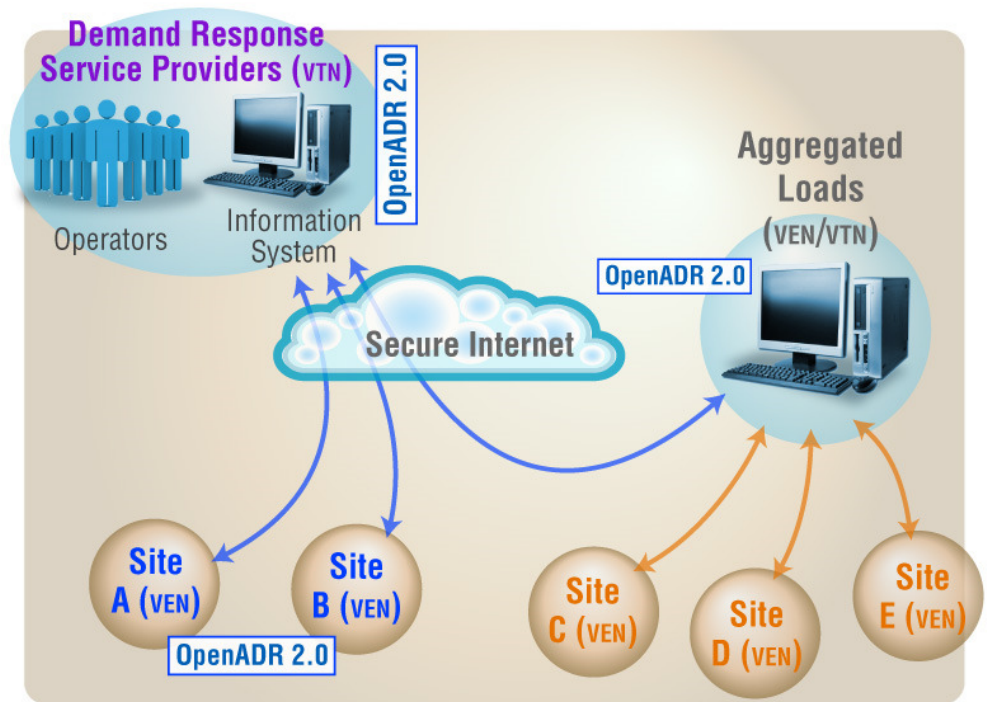 Demand Response
Service Providers (VTN)
OpenADR 2.0
Operators
Information
System
Aggregated
Loads
(VEN/VTN)
OpenADR 2.0
Secure Internet
Site
A (VEN)
Site
B (VEN)
OpenADR 2.0
Site
C (VEN)
Site
D (VEN)
Site
E (VEN)